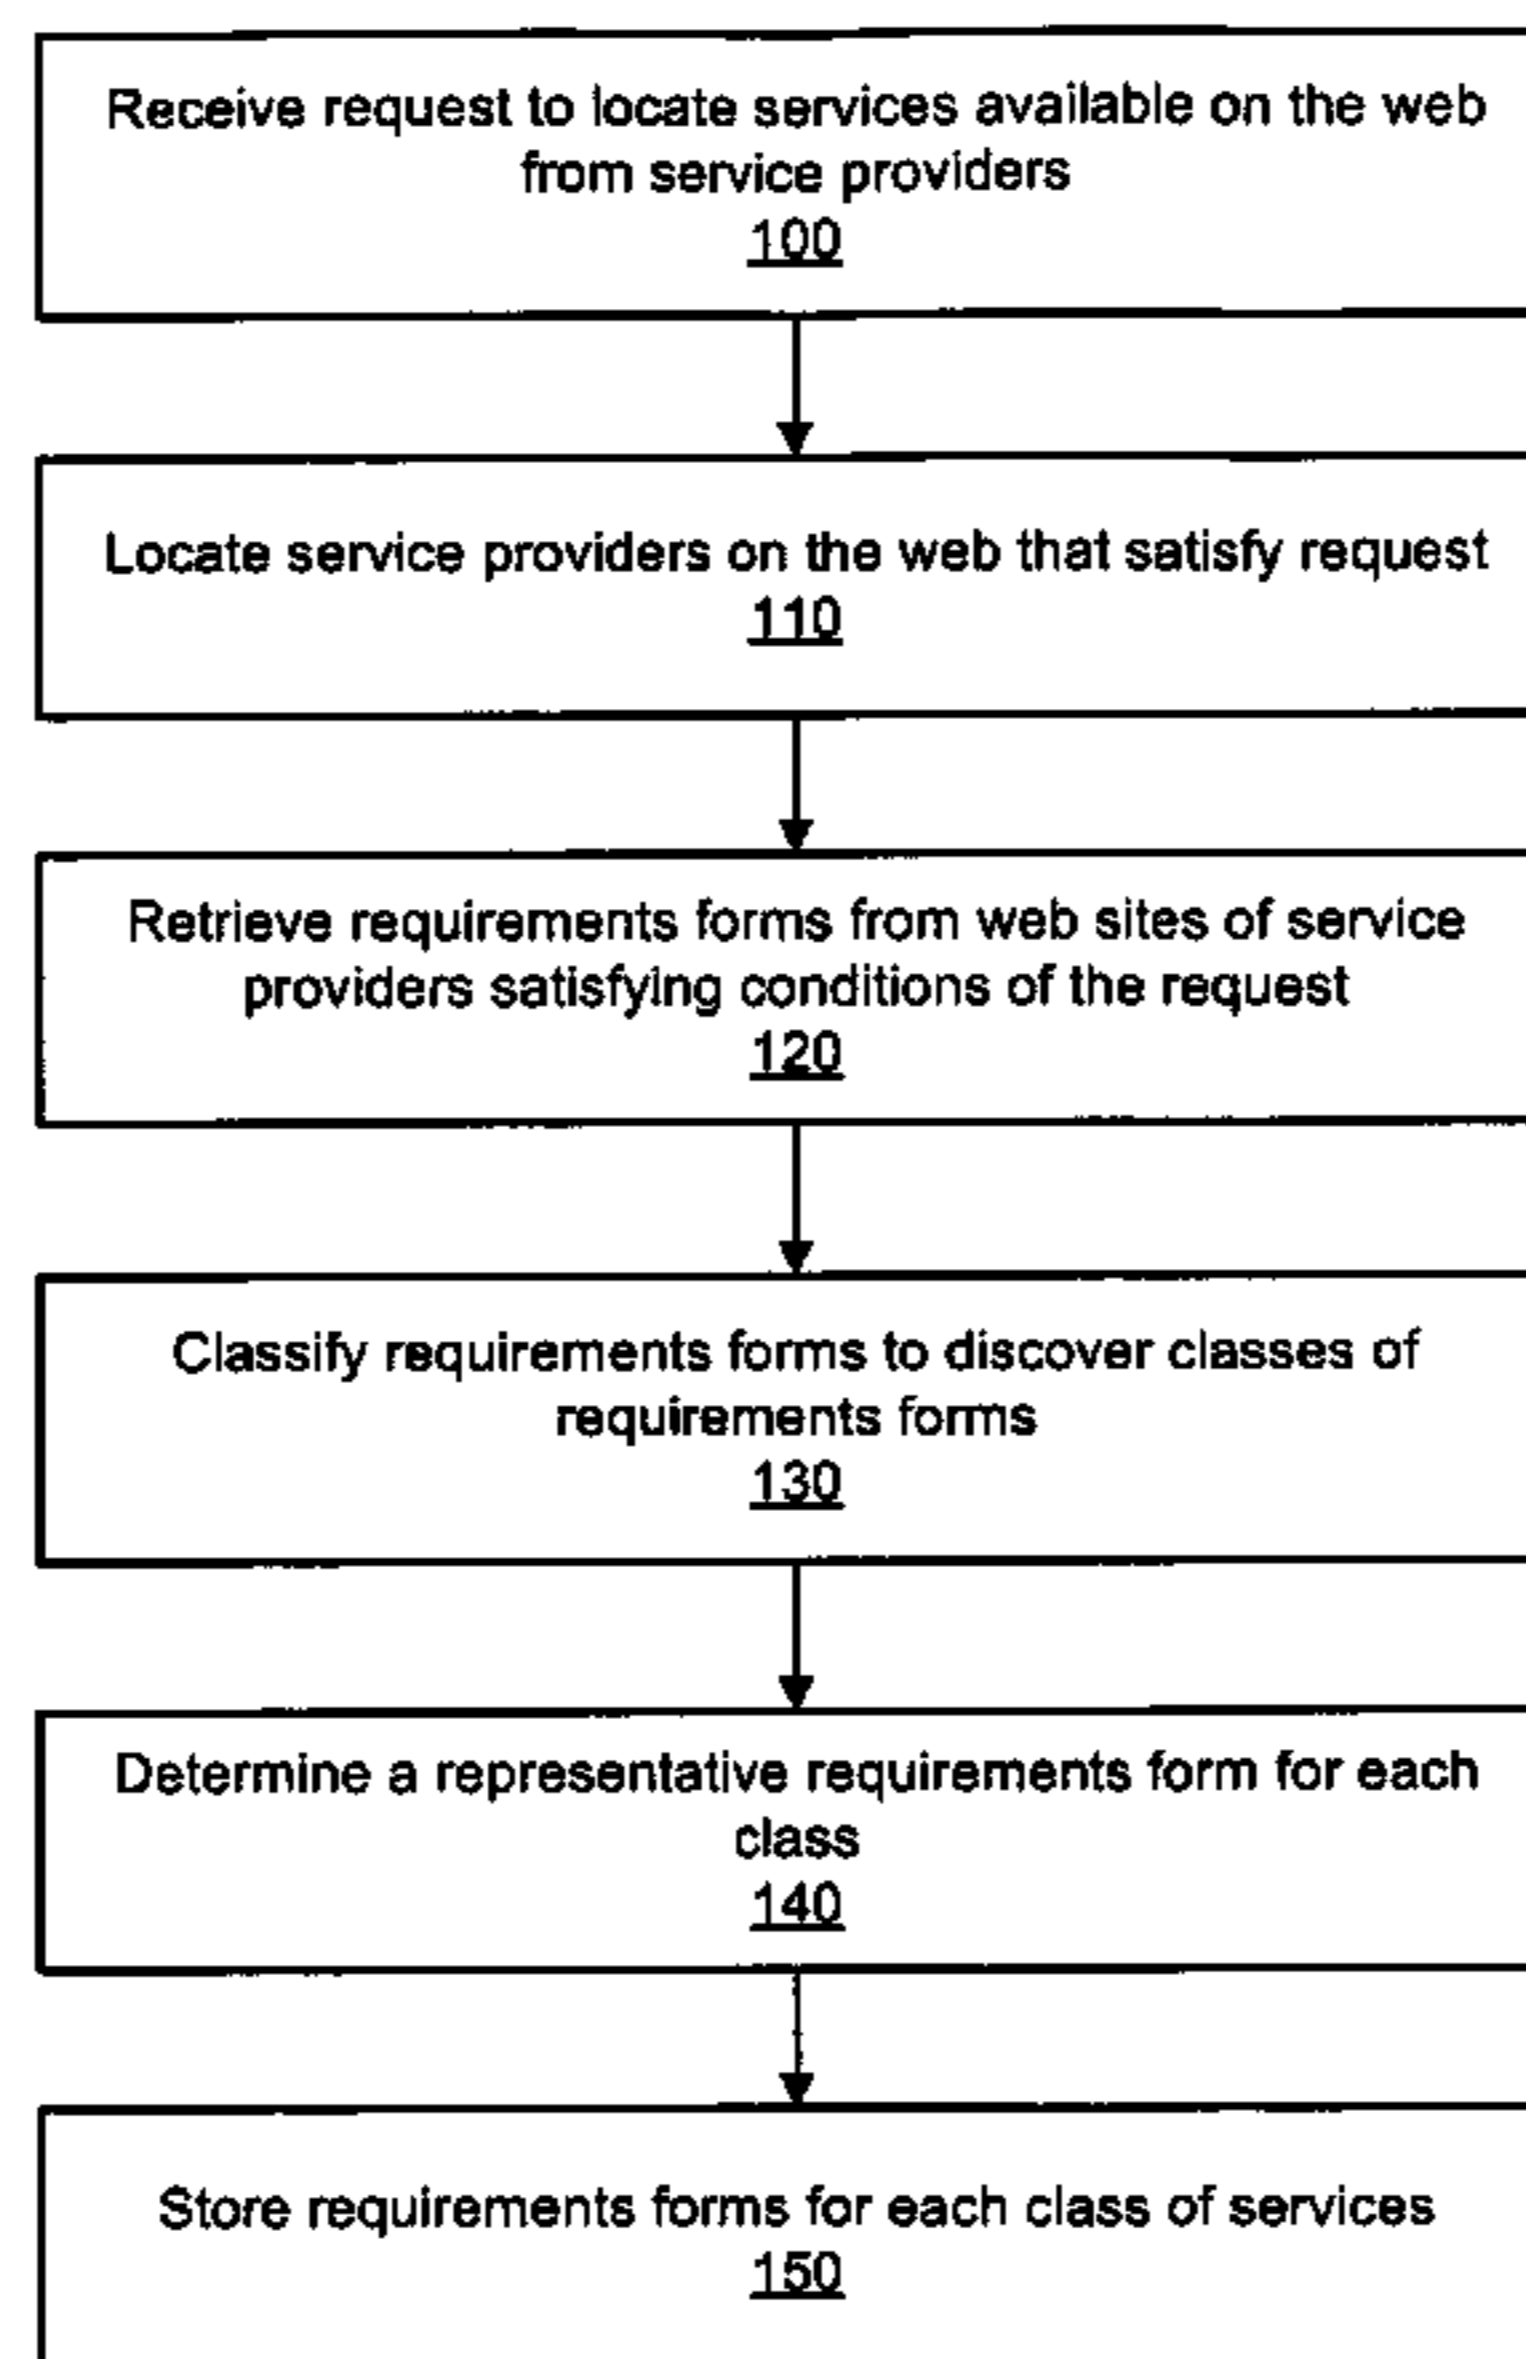 Receive request to locate services available on the web
from service providers
100
Locate service providers on the web that satisfy request
110
Retrieve requirements forms from web sites of service
providers satisfying conditions of the request
120
Classify requirements forms to discover classes of
requirements forms
130
Determine a representative requirements form for each
class
140
Store requirements forms for each class of services
150